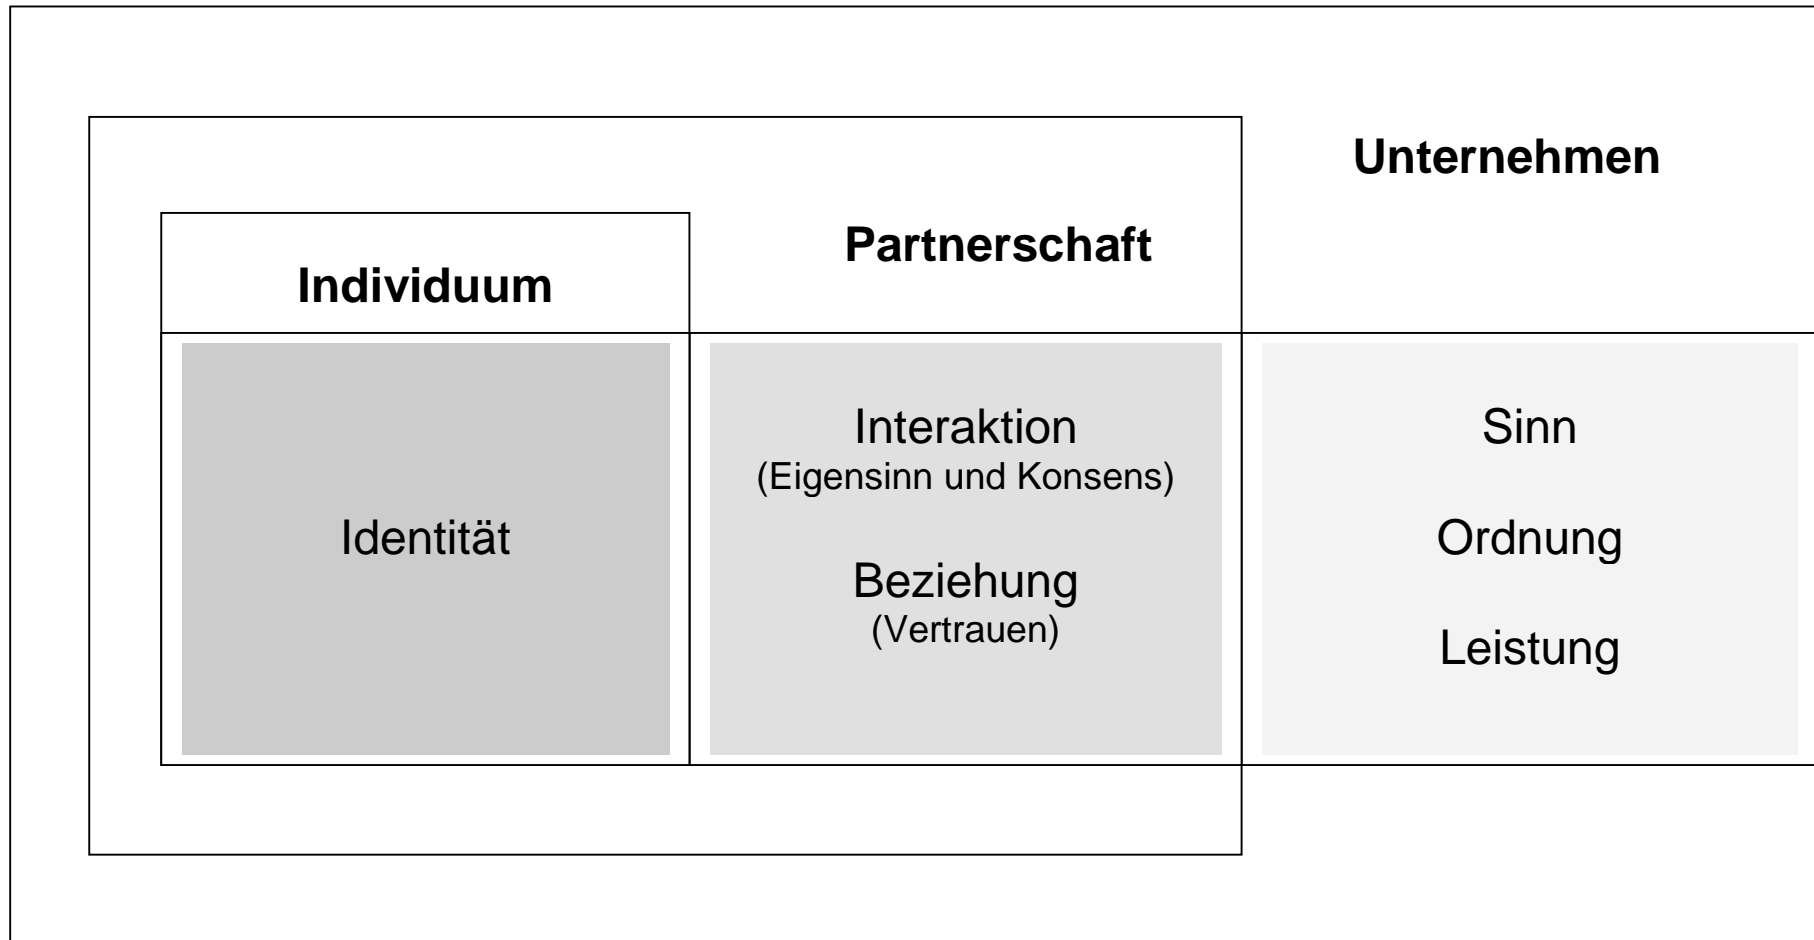 Unternehmen
Partnerschaft
Individuum
Identität
Interaktion
(Eigensinn und Konsens)
Beziehung
(Vertrauen)
Sinn
Ordnung
Leistung